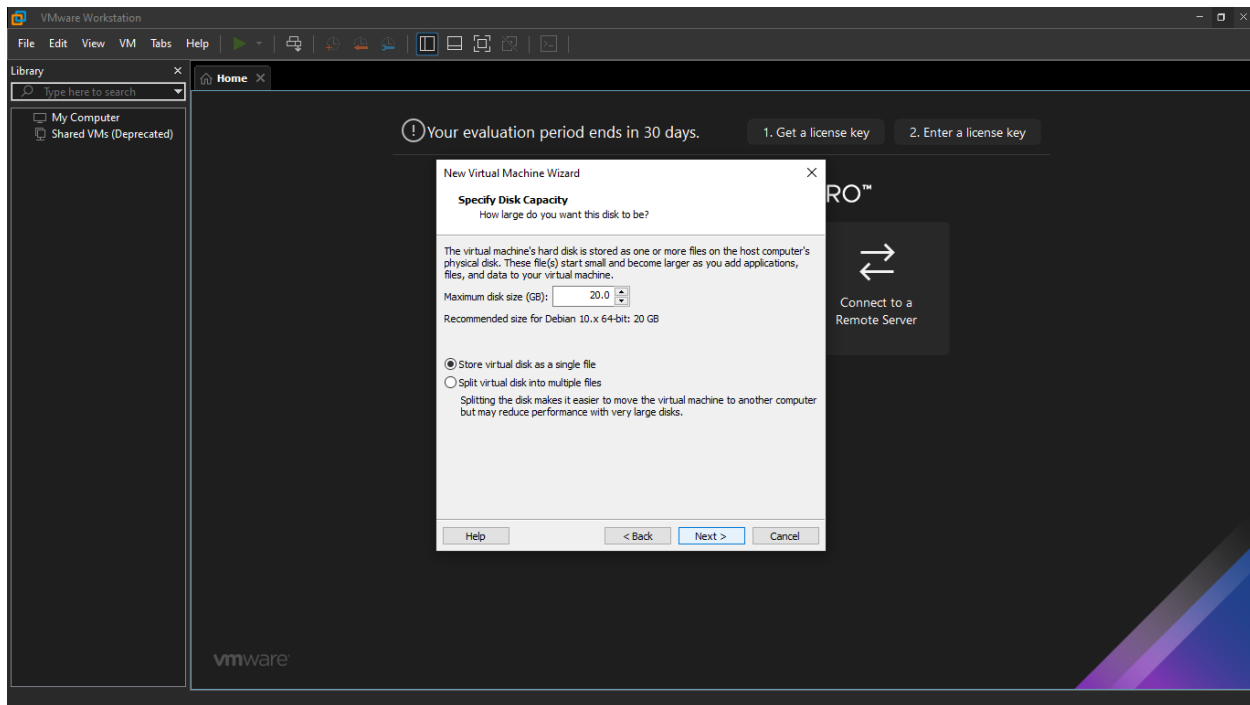 VMware Workstation
File Edit View VM Tabs Help
Library
Type here to search
My Computer
Shared VMs (Deprecated)
Home
Your evaluation period ends in 30 days.
1. Get a license key
2. Enter a license key
RO™
Connect to a
Remote Server
New Virtual Machine Wizard
Specify Disk Capacity
How large do you want this disk to be?
The virtual machine's hard disk is stored as one or more files on the host computer's
physical disk. These file(s) start small and become larger as you add applications,
files, and data to your virtual machine.
Maximum disk size (GB): 20.0
Recommended size for Debian 10.x 64-bit: 20 GB
Store virtual disk as a single file
Split virtual disk into multiple files
Splitting the disk makes it easier to move the virtual machine to another computer
but may reduce performance with very large disks.
Help < Back Next > Cancel
vmware